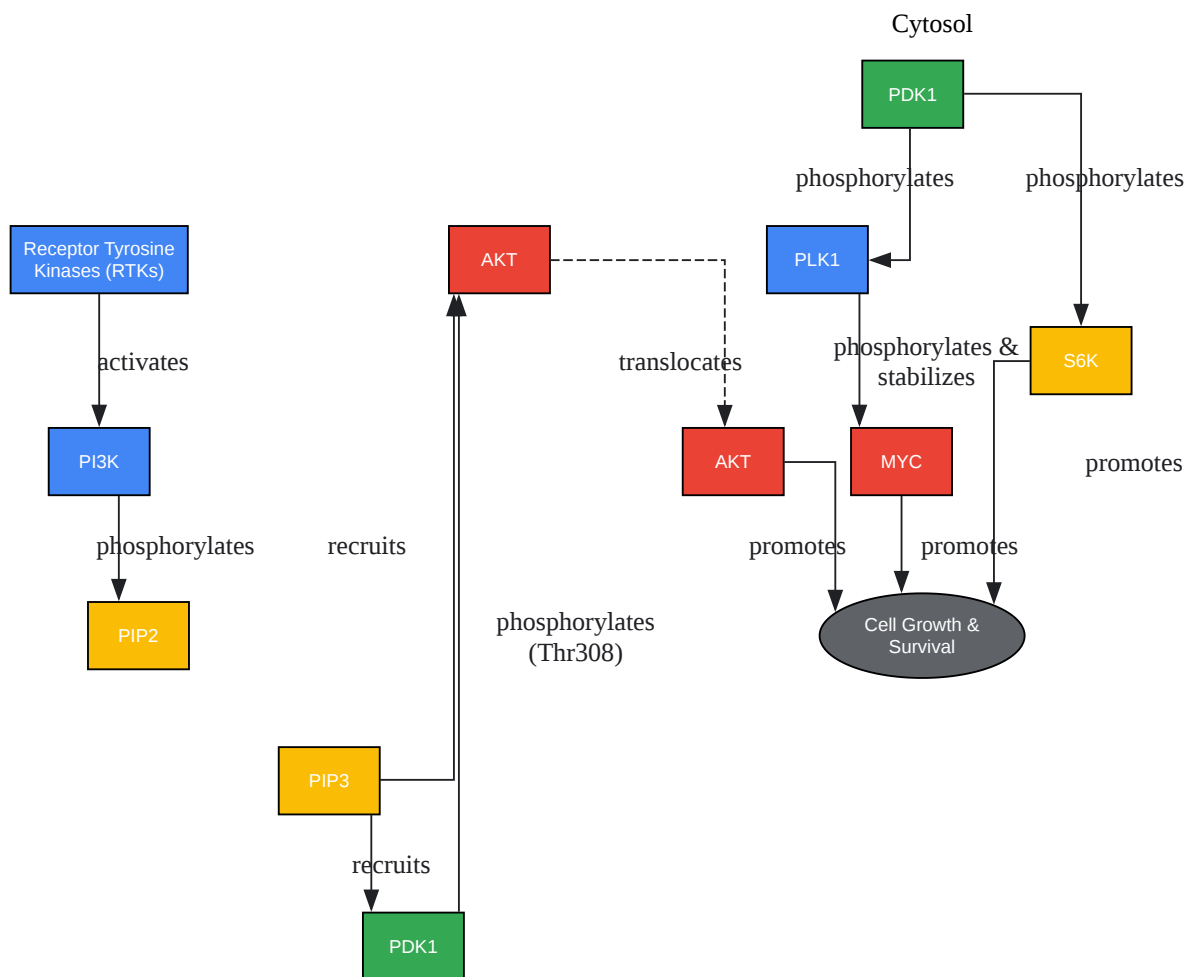 Cytosol
PDK1
phosphorylates
phosphorylates
Receptor Tyrosine
Kinases (RTKs)
AKT
PLK1
activates
translocates
phosphorylates &
stabilizes
S6K
PI3K
AKT
MYC
promotes
phosphorylates
recruits
promotes
promotes
PIP2
phosphorylates
(Thr308)
Cell Growth &
Survival
PIP3
recruits
PDK1